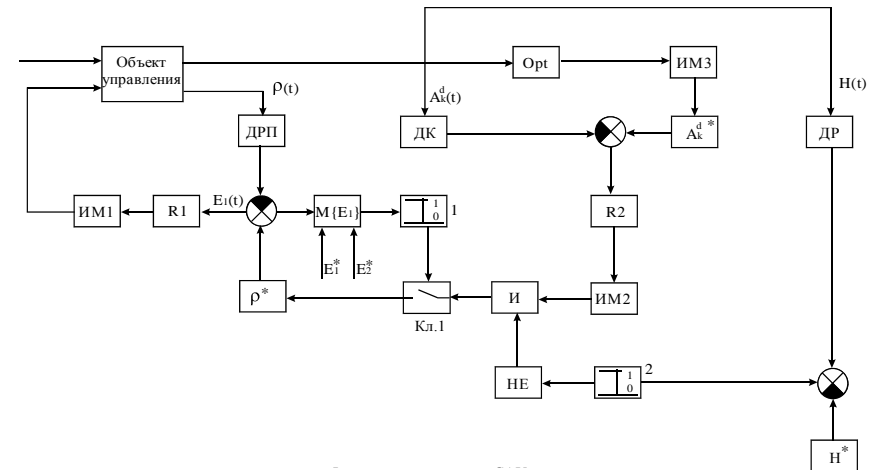 Объект
управления
Opt
ИМ3
ρ(t)
A_k^d(t)
H(t)
ДРП
ДК
A_k^d *
ДР
ИМ1
R1
E₁(t)
M{E₁}
1
0
1
R2
E₁*
E₂*
ρ*
Кл.1
И
ИМ2
НЕ
1
0
2
H*